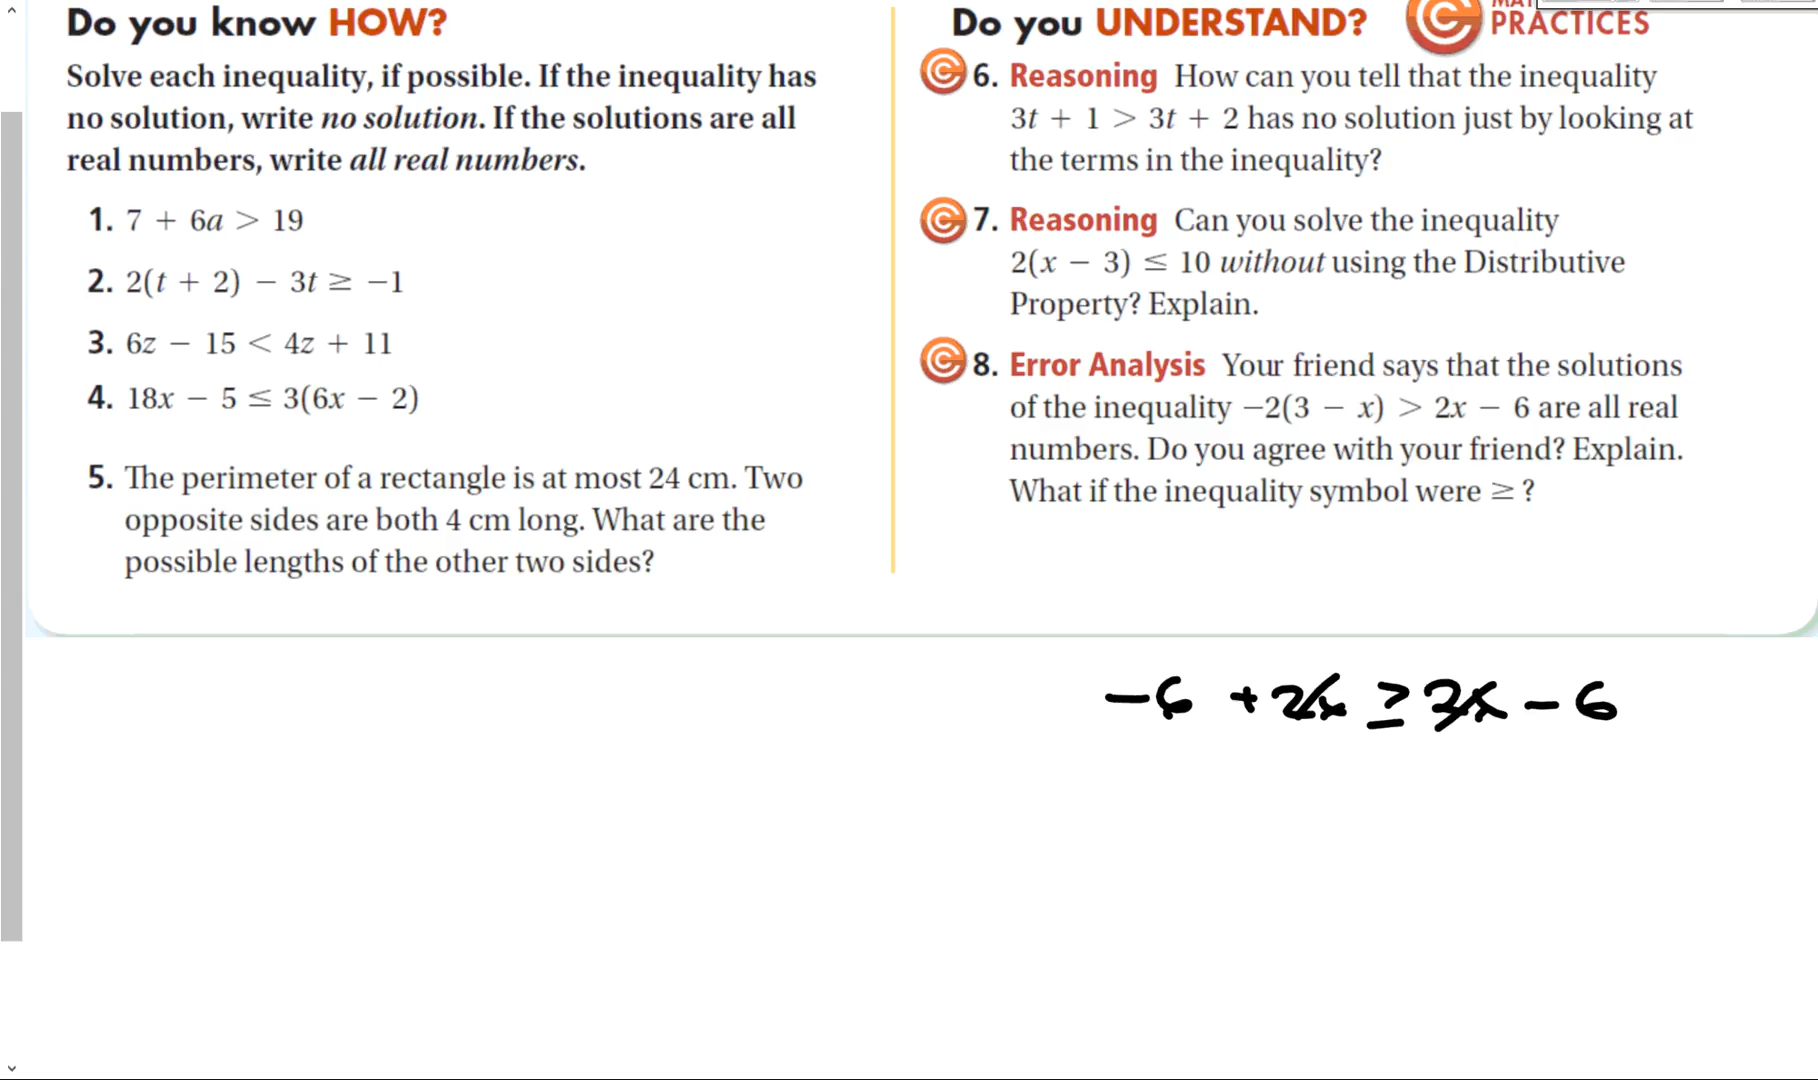 Do you know HOW?
Solve each inequality, if possible. If the inequality has
no solution, write no solution. If the solutions are all
real numbers, write all real numbers.
1. 7 + 6a > 19
2. 2(t + 2) − 3t ≥ −1
3. 6z − 15 < 4z + 11
4. 18x − 5 ≤ 3(6x − 2)
5. The perimeter of a rectangle is at most 24 cm. Two
opposite sides are both 4 cm long. What are the
possible lengths of the other two sides?
Do you UNDERSTAND?
PRACTICES
6. Reasoning How can you tell that the inequality
3t + 1 > 3t + 2 has no solution just by looking at
the terms in the inequality?
7. Reasoning Can you solve the inequality
2(x − 3) ≤ 10 without using the Distributive
Property? Explain.
8. Error Analysis Your friend says that the solutions
of the inequality −2(3 − x) > 2x − 6 are all real
numbers. Do you agree with your friend? Explain.
What if the inequality symbol were ≥ ?
−6 + 2x ≥ 2x − 6